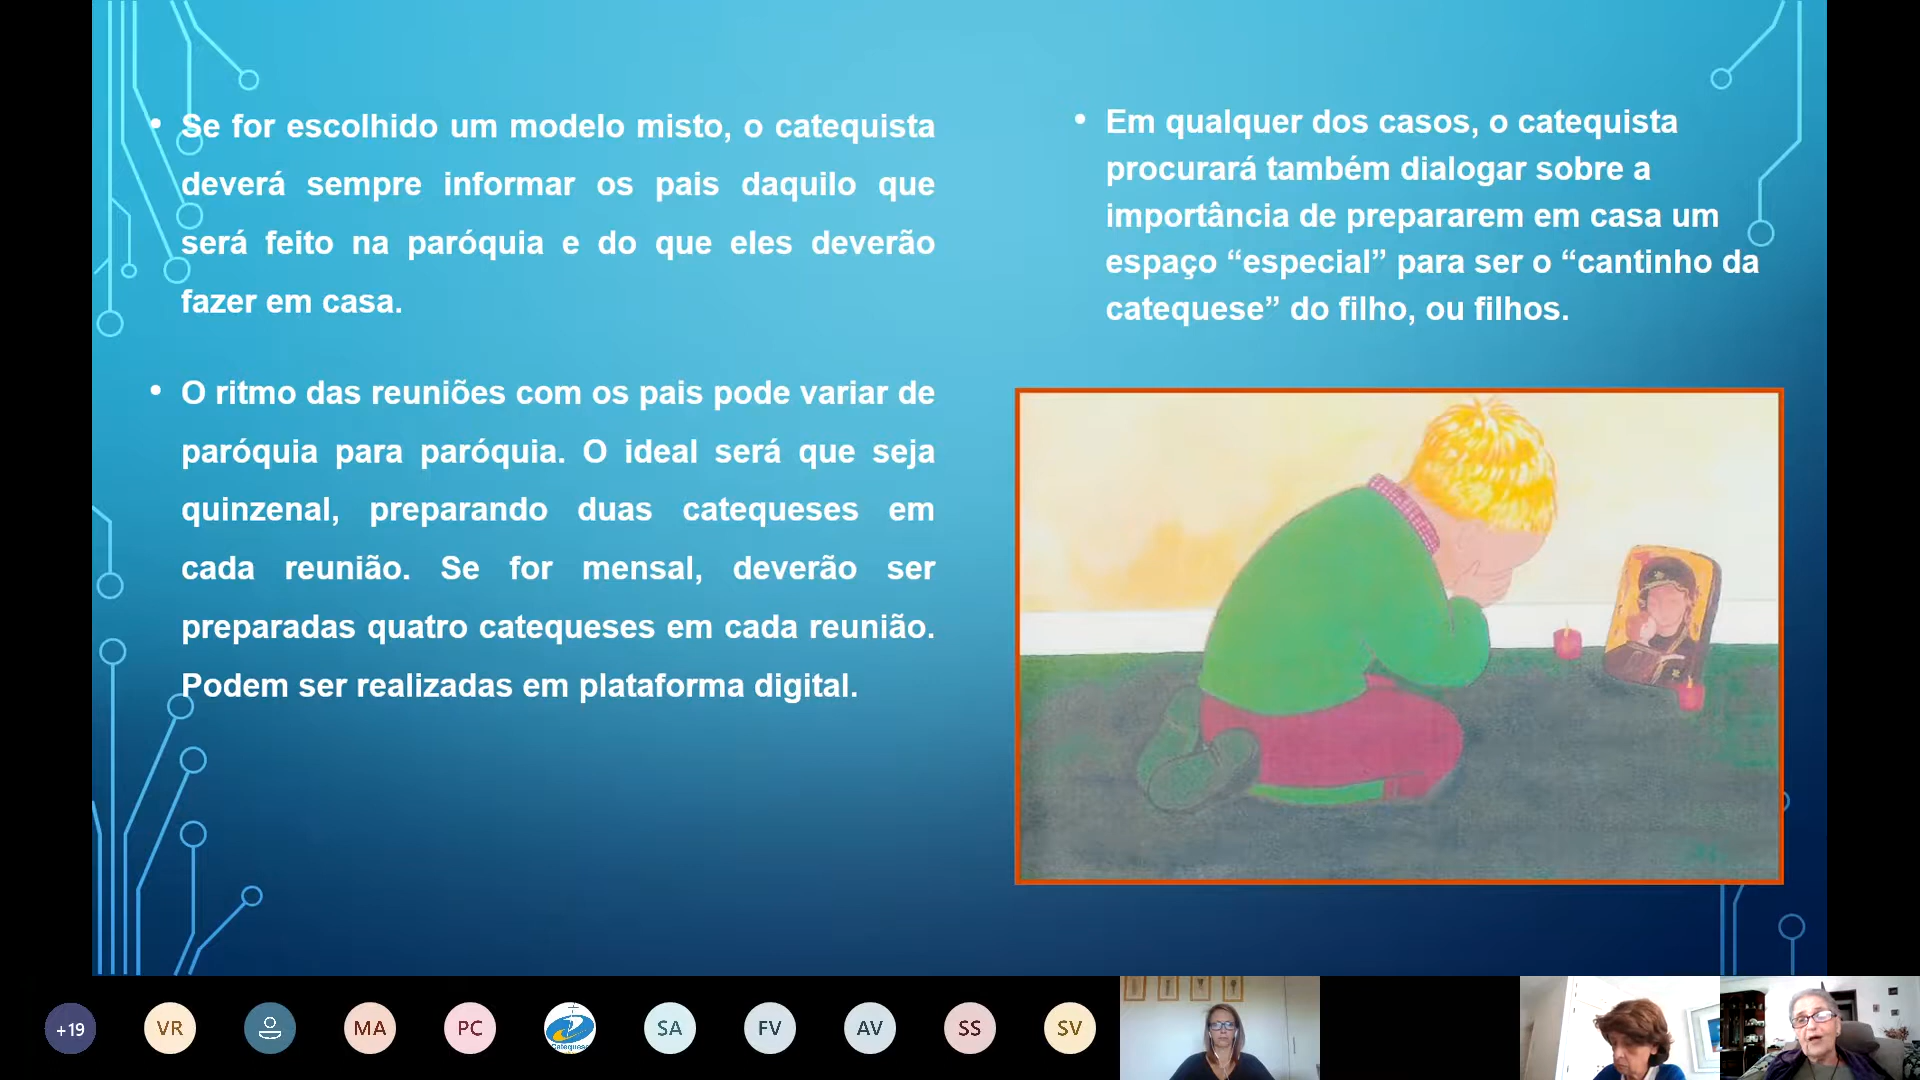 • Se for escolhido um modelo misto, o catequista
deverá sempre informar os pais daquilo que
será feito na paróquia e do que eles deverão
fazer em casa.
• O ritmo das reuniões com os pais pode variar de
paróquia para paróquia. O ideal será que seja
quinzenal, preparando duas catequeses em
cada reunião. Se for mensal, deverão ser
preparadas quatro catequeses em cada reunião.
Podem ser realizadas em plataforma digital.
• Em qualquer dos casos, o catequista
procurará também dialogar sobre a
importância de prepararem em casa um
espaço “especial” para ser o “cantinho da
catequese” do filho, ou filhos.
+19
VR
MA
PC
Catequese
SA
FV
AV
SS
SV